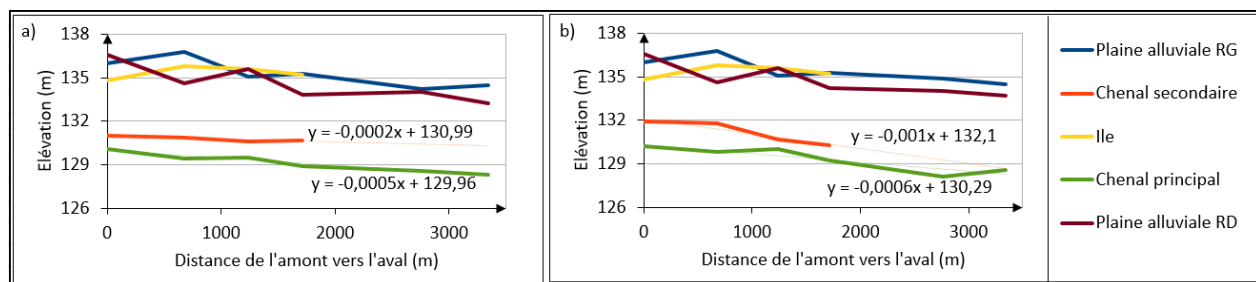 a)
138
135
132
129
126
Elévation (m)
y = -0,0002x + 130,99
y = -0,0005x + 129,96
0
1000
2000
3000
Distance de l'amont vers l'aval (m)
b)
138
135
132
129
126
Elévation (m)
y = -0,001x + 132,1
y = -0,0006x + 130,29
0
1000
2000
3000
Distance de l'amont vers l'aval (m)
Plaine alluviale RG
Chenal secondaire
Ile
Chenal principal
Plaine alluviale RD